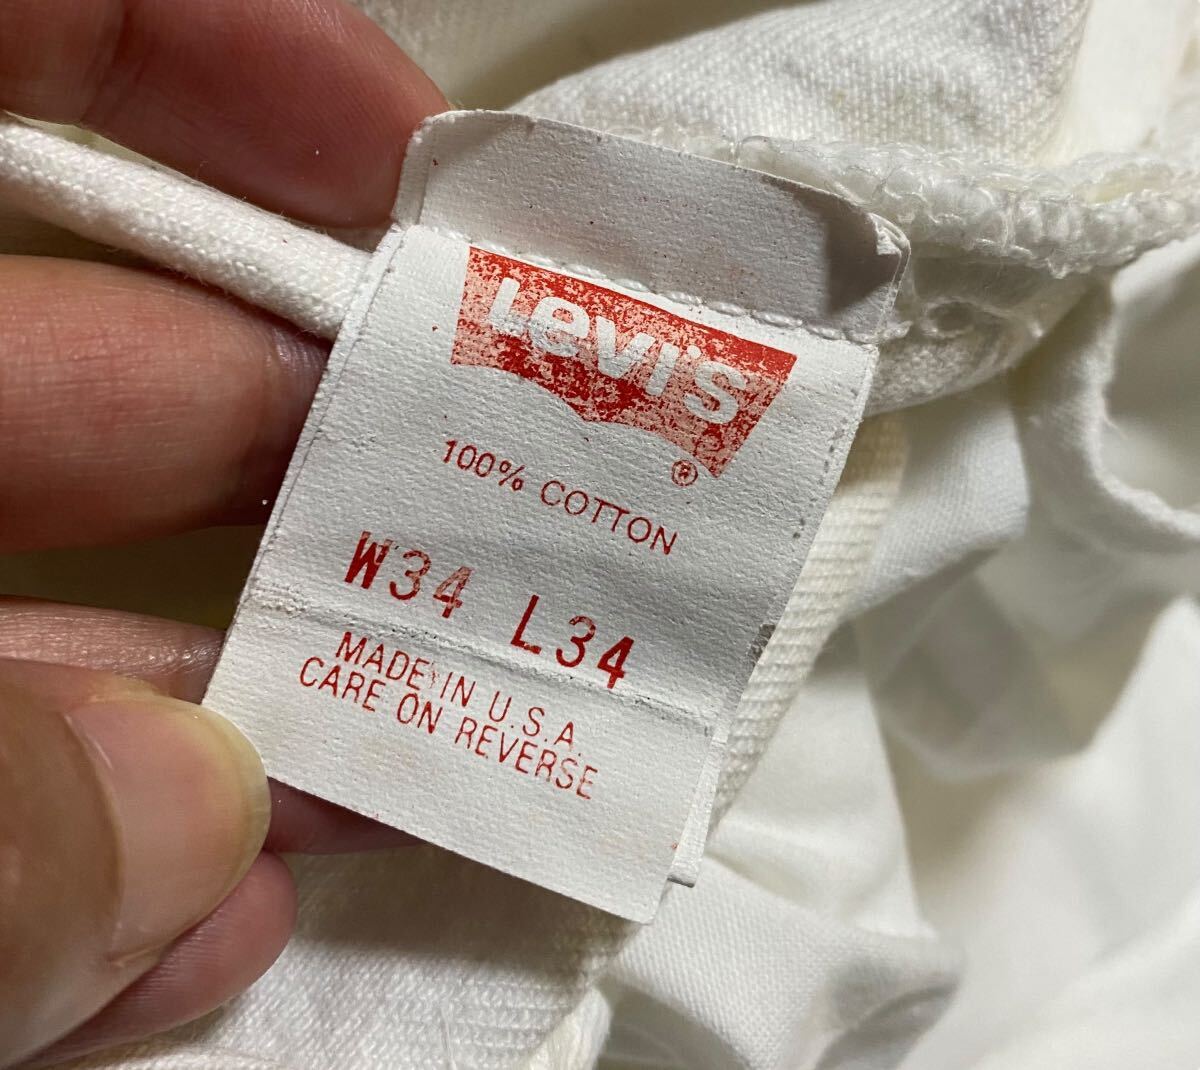 Levi's
®
100% COTTON
W34 L34
MADE IN U.S.A.
CARE ON REVERSE